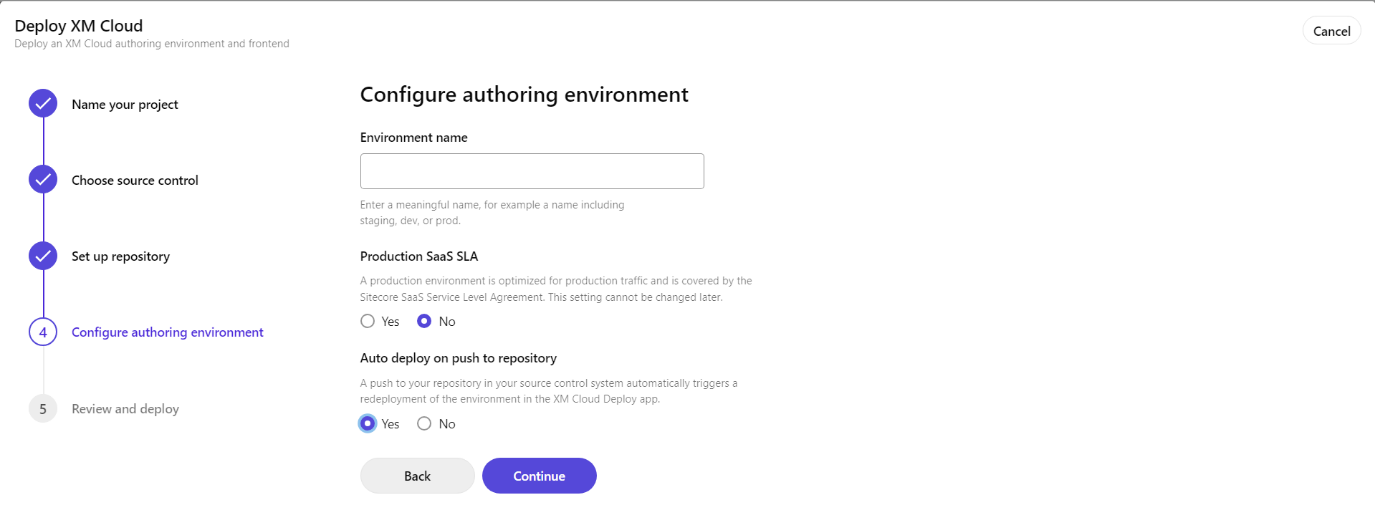 Deploy XM Cloud
Deploy an XM Cloud authoring environment and frontend
Cancel
Name your project
Choose source control
Set up repository
4 Configure authoring environment
5 Review and deploy
Configure authoring environment
Environment name
Enter a meaningful name, for example a name including
staging, dev, or prod.
Production SaaS SLA
A production environment is optimized for production traffic and is covered by the
Sitecore SaaS Service Level Agreement. This setting cannot be changed later.
Yes No
Auto deploy on push to repository
A push to your repository in your source control system automatically triggers a
redeployment of the environment in the XM Cloud Deploy app.
Yes No
Back Continue